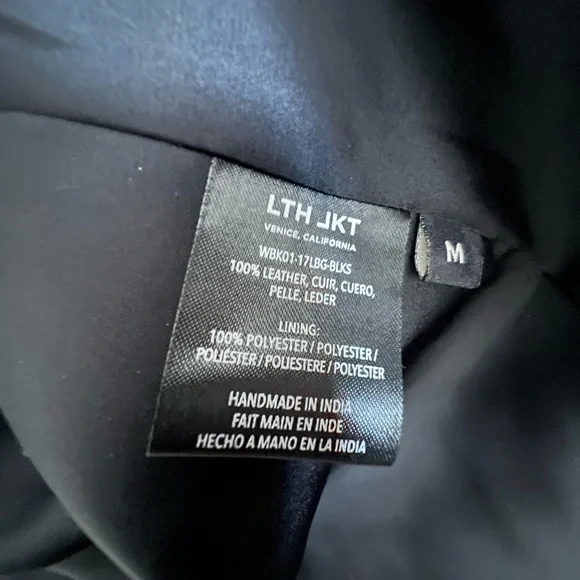 LTH JKT
VENICE, CALIFORNIA
WBK01-17LBG-BLKS
100% LEATHER, CUIR, CUERO,
PELLE, LEDER
LINING:
100% POLYESTER / POLYESTER /
POLIÉSTER / POLIESTERE / POLYESTER
HANDMADE IN INDIA
FAIT MAIN EN INDE
HECHO A MANO EN LA INDIA
M